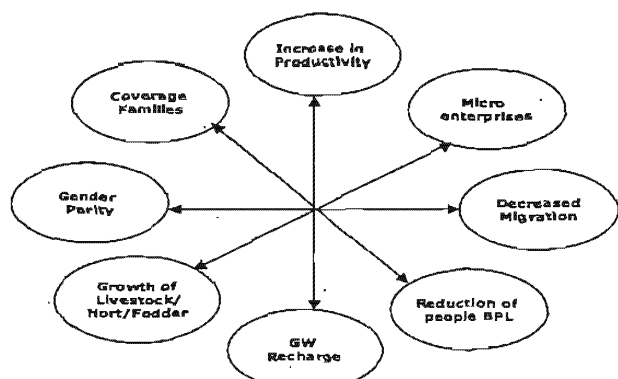 Increase in
Productivity
Coverage
Families
Micro
enterprises
Gender
Parity
Decreased
Migration
Growth of
Livestock/
Hort/Fodder
Reduction of
people BPL
GW
Recharge